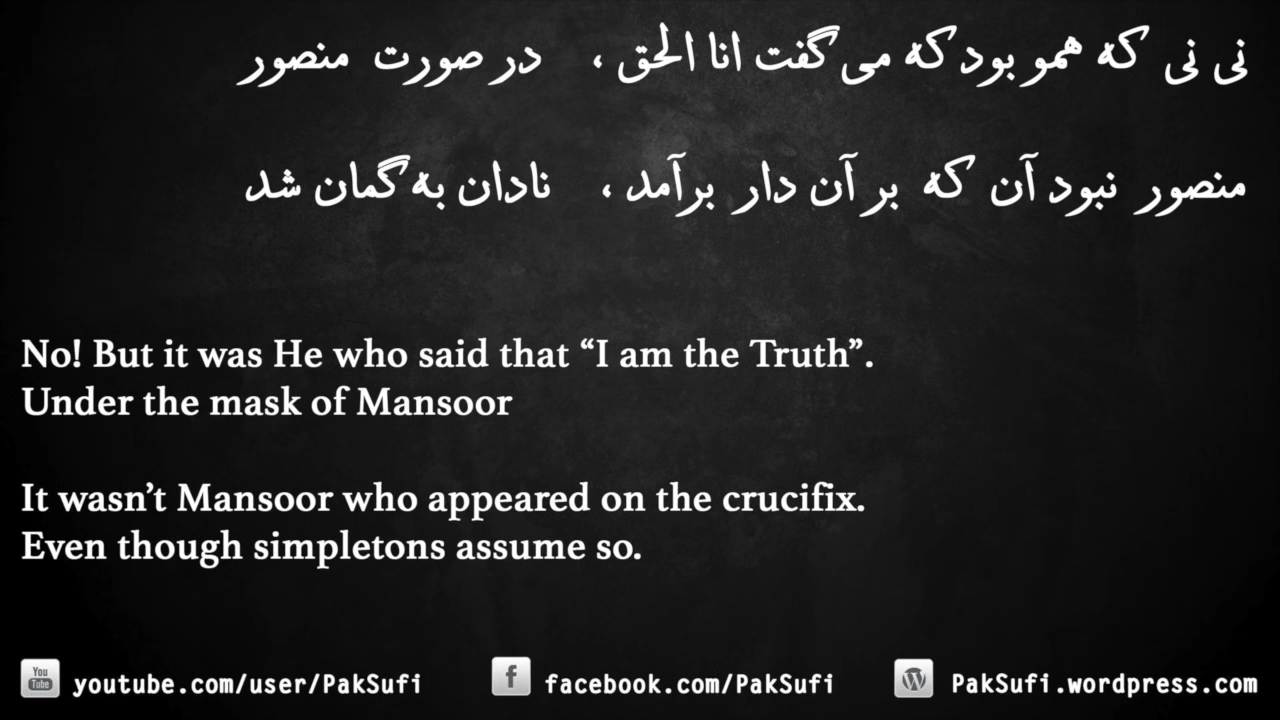 نی نی که همو بود که می گفت انا الحق ، در صورت منصور
منصور نبود آن که بر آن دار برآمد ، نادان به گمان شد
No! But it was He who said that “I am the Truth”.
Under the mask of Mansoor
It wasn’t Mansoor who appeared on the crucifix.
Even though simpletons assume so.
You Tube youtube.com/user/PakSufi f facebook.com/PakSufi W PakSufi.wordpress.com